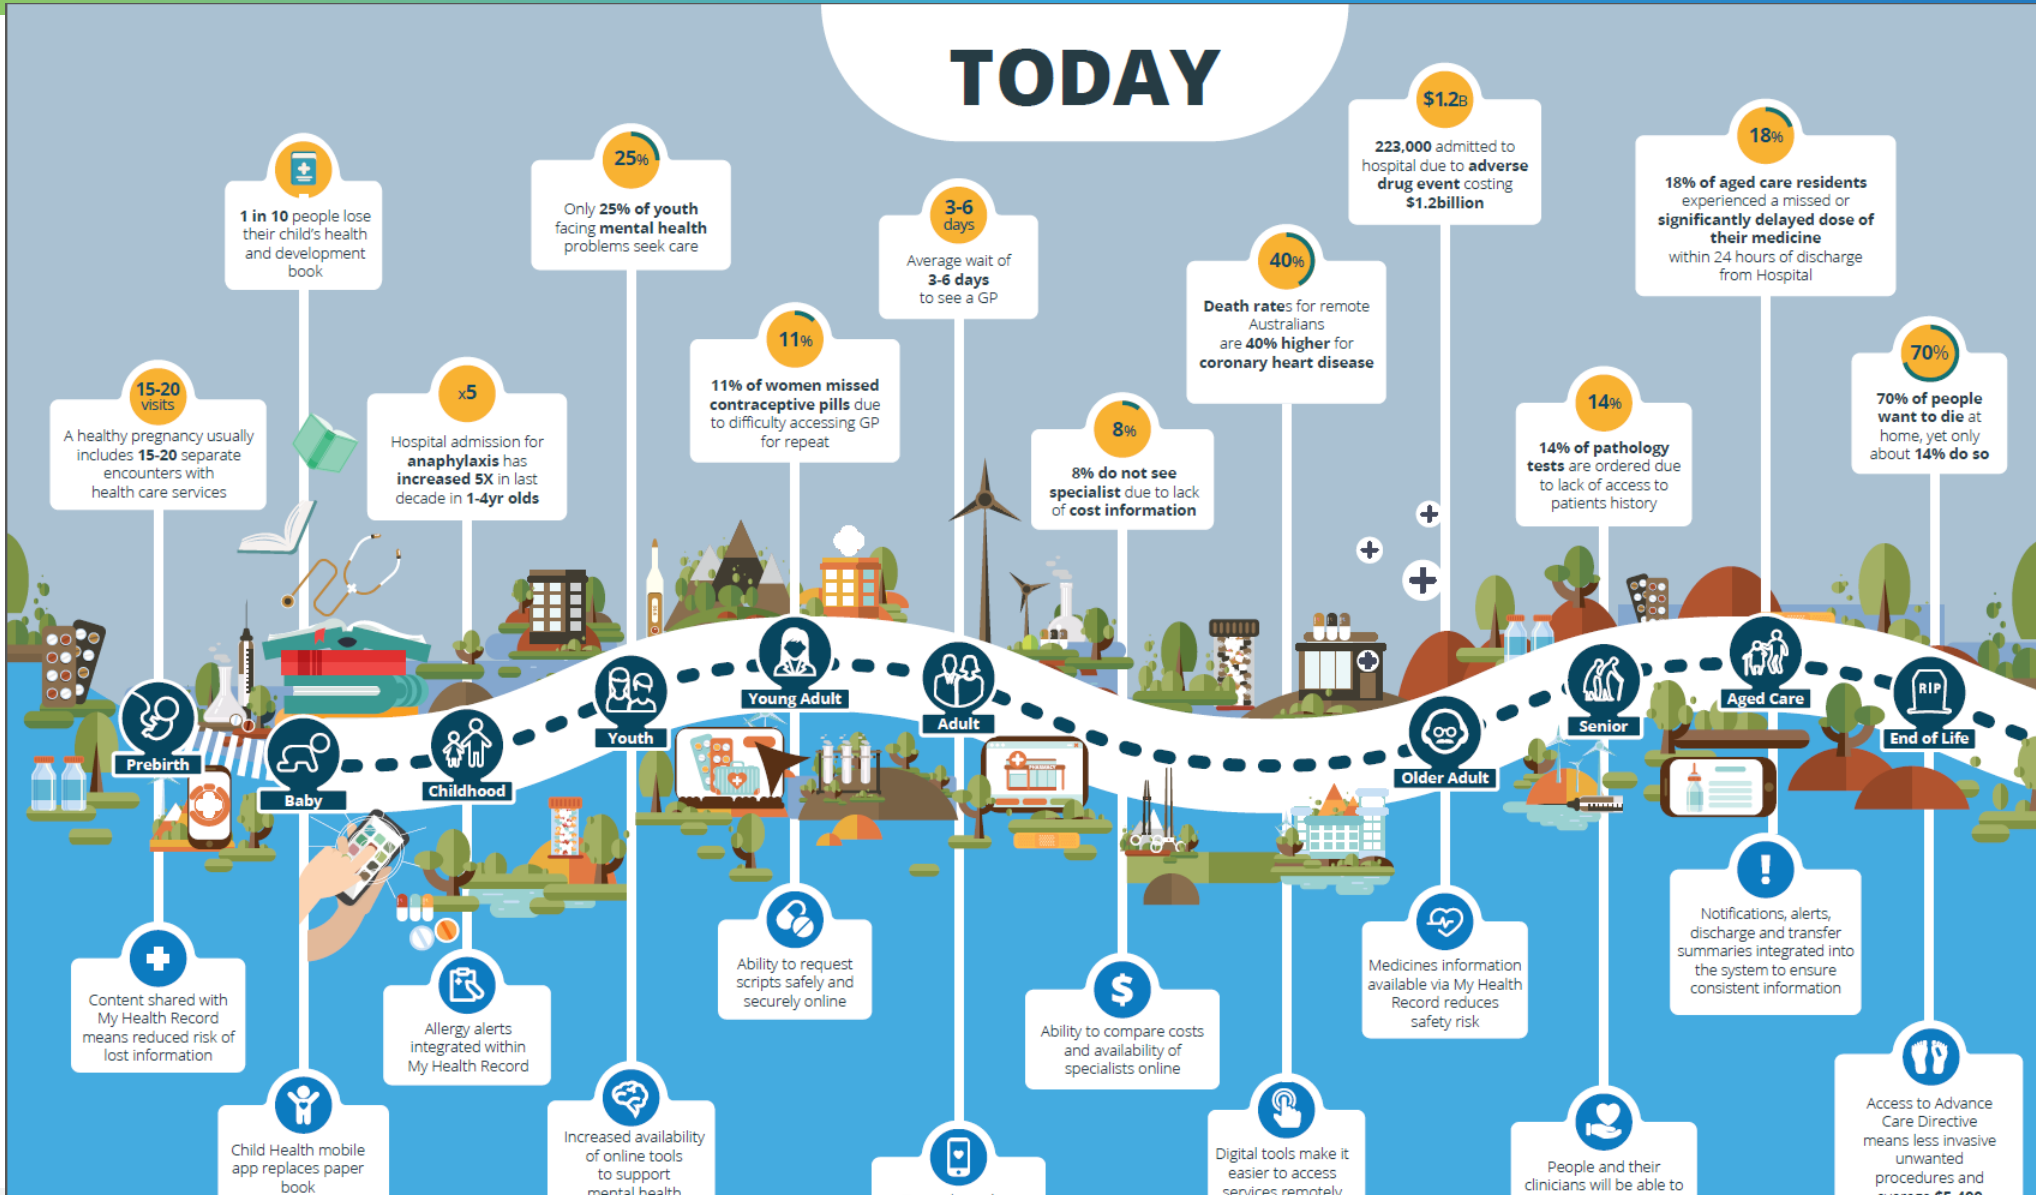 TODAY
1 in 10 people lose
their child's health
and development
book
25%
Only 25% of youth
facing mental health
problems seek care
3-6
days
Average wait of
3-6 days
to see a GP
$1.2B
223,000 admitted to
hospital due to adverse
drug event costing
$1.2billion
18%
18% of aged care residents
experienced a missed or
significantly delayed dose of
their medicine
within 24 hours of discharge
from Hospital
15-20
visits
A healthy pregnancy usually
includes 15-20 separate
encounters with
health care services
x5
Hospital admission for
anaphylaxis has
increased 5X in last
decade in 1-4yr olds
11%
11% of women missed
contraceptive pills due
to difficulty accessing GP
for repeat
8%
8% do not see
specialist due to lack
of cost information
40%
Death rates for remote
Australians
are 40% higher for
coronary heart disease
14%
14% of pathology
tests are ordered due
to lack of access to
patients history
70%
70% of people
want to die at
home, yet only
about 14% do so
Prebirth
Baby
Childhood
Youth
Young Adult
Adult
PHARMACY
Older Adult
Senior
Aged Care
RIP
End of Life
Content shared with
My Health Record
means reduced risk of
lost information
Child Health mobile
app replaces paper
book
Allergy alerts
integrated within
My Health Record
Increased availability
of online tools
to support
mental health
Ability to request
scripts safely and
securely online
Ability to compare costs
and availability of
specialists online
$
Digital tools make it
easier to access
services remotely
Medicines information
available via My Health
Record reduces
safety risk
People and their
clinicians will be able to
!
Notifications, alerts,
discharge and transfer
summaries integrated into
the system to ensure
consistent information
Access to Advance
Care Directive
means less invasive
unwanted
procedures and